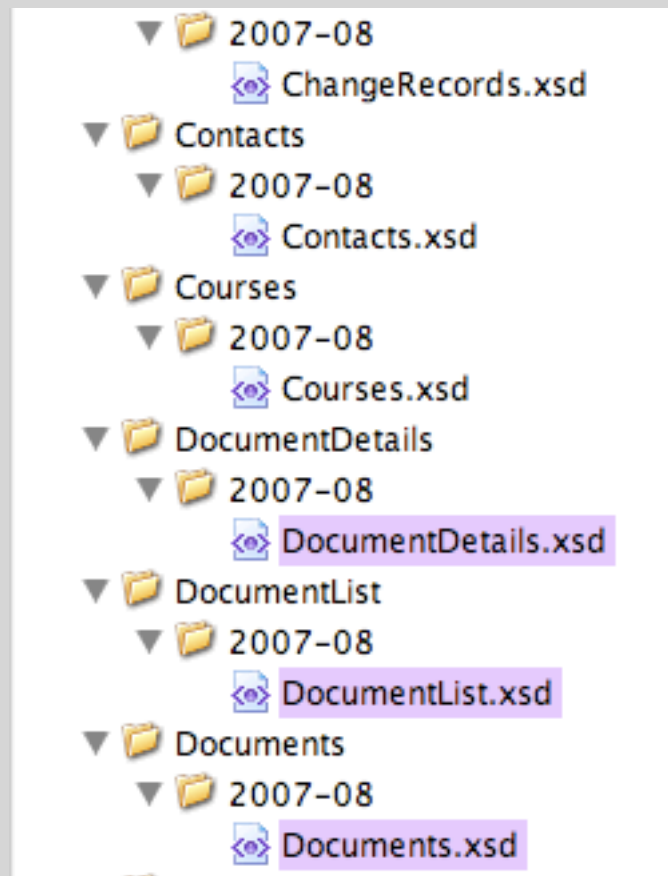 2007-08
ChangeRecords.xsd
Contacts
2007-08
Contacts.xsd
Courses
2007-08
Courses.xsd
DocumentDetails
2007-08
DocumentDetails.xsd
DocumentList
2007-08
DocumentList.xsd
Documents
2007-08
Documents.xsd